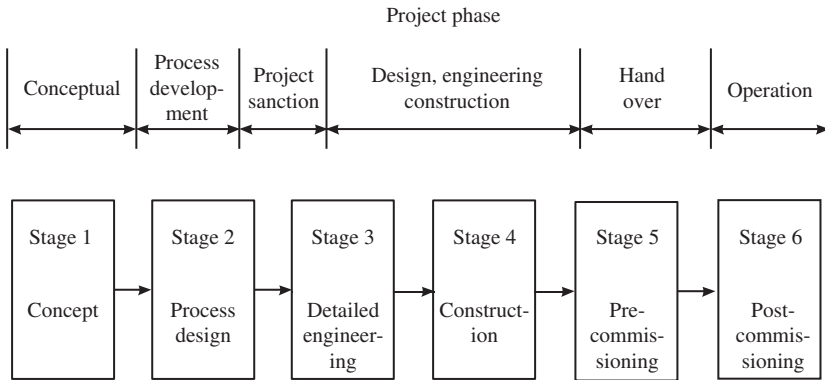 Project phase
Conceptual
Process
develop-
ment
Project
sanction
Design, engineering
construction
Hand
over
Operation
Stage 1
Concept
Stage 2
Process
design
Stage 3
Detailed
engineer-
ing
Stage 4
Construct-
ion
Stage 5
Pre-
commis-
sioning
Stage 6
Post-
commis-
sioning